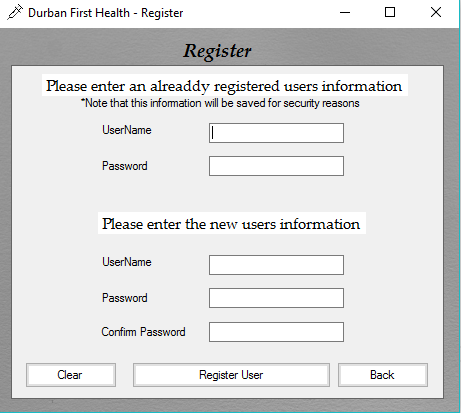 Durban First Health - Register
Register
Please enter an alreaddy registered users information
*Note that this information will be saved for security reasons
UserName
Password
Please enter the new users information
UserName
Password
Confirm Password
Clear
Register User
Back